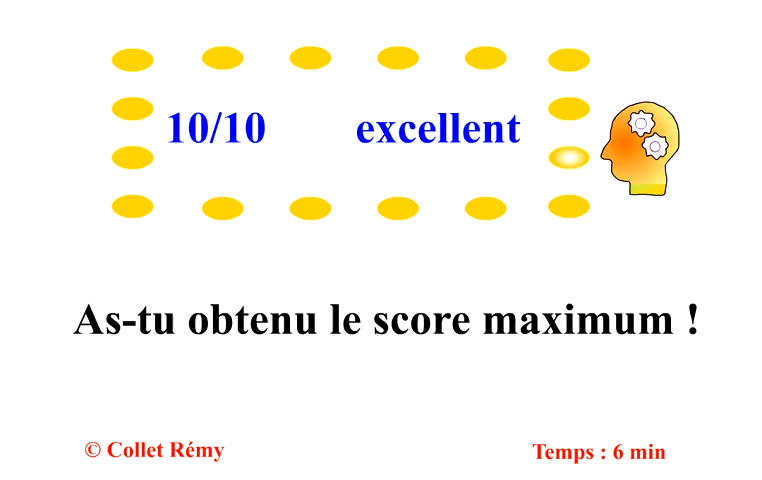 10/10 excellent
As-tu obtenu le score maximum !
© Collet Rémy
Temps : 6 min